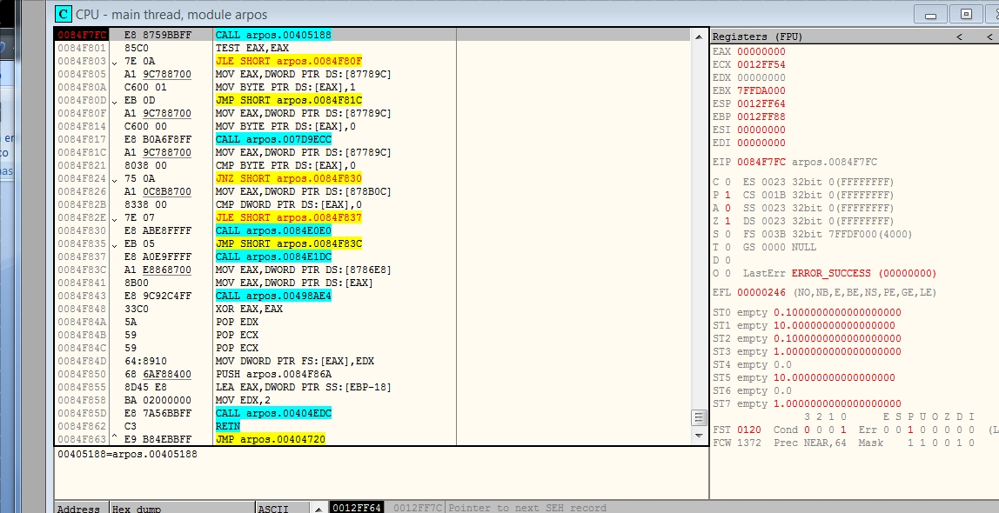 C CPU - main thread, module arpos
0084F7FC E8 8759BBFF CALL arpos.00405188
0084F801 85C0 TEST EAX,EAX
0084F803 7E 0A JLE SHORT arpos.0084F80F
0084F805 A1 9C788700 MOV EAX,DWORD PTR DS:[87789C]
0084F80A C600 01 MOV BYTE PTR DS:[EAX],1
0084F80D EB 0D JMP SHORT arpos.0084F81C
0084F80F A1 9C788700 MOV EAX,DWORD PTR DS:[87789C]
0084F814 C600 00 MOV BYTE PTR DS:[EAX],0
0084F817 E8 B0A6F8FF CALL arpos.007D9ECC
0084F81C A1 9C788700 MOV EAX,DWORD PTR DS:[87789C]
0084F821 8038 00 CMP BYTE PTR DS:[EAX],0
0084F824 75 0A JNZ SHORT arpos.0084F830
0084F826 A1 0C8B8700 MOV EAX,DWORD PTR DS:[878B0C]
0084F82B 8338 00 CMP DWORD PTR DS:[EAX],0
0084F82E 7E 07 JLE SHORT arpos.0084F837
0084F830 E8 ABE8FFFF CALL arpos.0084E0E0
0084F835 EB 05 JMP SHORT arpos.0084F83C
0084F837 E8 A0E9FFFF CALL arpos.0084E1DC
0084F83C A1 E8868700 MOV EAX,DWORD PTR DS:[8786E8]
0084F841 8B00 MOV EAX,DWORD PTR DS:[EAX]
0084F843 E8 9C92C4FF CALL arpos.00498AE4
0084F848 33C0 XOR EAX,EAX
0084F84A 5A POP EDX
0084F84B 59 POP ECX
0084F84C 59 POP ECX
0084F84D 64:8910 MOV DWORD PTR FS:[EAX],EDX
0084F850 68 6AF88400 PUSH arpos.0084F86A
0084F855 8D45 E8 LEA EAX,DWORD PTR SS:[EBP-18]
0084F858 BA 02000000 MOV EDX,2
0084F85D E8 7A56BBFF CALL arpos.00404EDC
0084F862 C3 RETN
0084F863 ^ E9 B84EBBFF JMP arpos.00404720
00405188=arpos.00405188
Address Hex dump ASCII
0012FF64 0012FF7C Pointer to next SEH record
Registers (FPU) < <
EAX 00000000
ECX 0012FF54
EDX 00000000
EBX 7FFDA000
ESP 0012FF64
EBP 0012FF88
ESI 00000000
EDI 00000000
EIP 0084F7FC arpos.0084F7FC
C 0 ES 0023 32bit 0(FFFFFFFF)
P 1 CS 001B 32bit 0(FFFFFFFF)
A 0 SS 0023 32bit 0(FFFFFFFF)
Z 1 DS 0023 32bit 0(FFFFFFFF)
S 0 FS 003B 32bit 7FFDF000(4000)
T 0 GS 0000 NULL
D 0
O 0 LastErr ERROR_SUCCESS (00000000)
EFL 00000246 (NO,NB,E,BE,NS,PE,GE,LE)
ST0 empty 0.1000000000000000000
ST1 empty 10.000000000000000000
ST2 empty 0.1000000000000000000
ST3 empty 1.0000000000000000000
ST4 empty 0.0
ST5 empty 10.000000000000000000
ST6 empty 0.0
ST7 empty 1.0000000000000000000
3 2 1 0 E S P U O Z D I
FST 0120 Cond 0 0 0 1 Err 0 0 1 0 0 0 0 0
FCW 1372 Prec NEAR,64 Mask 1 1 0 0 1 0